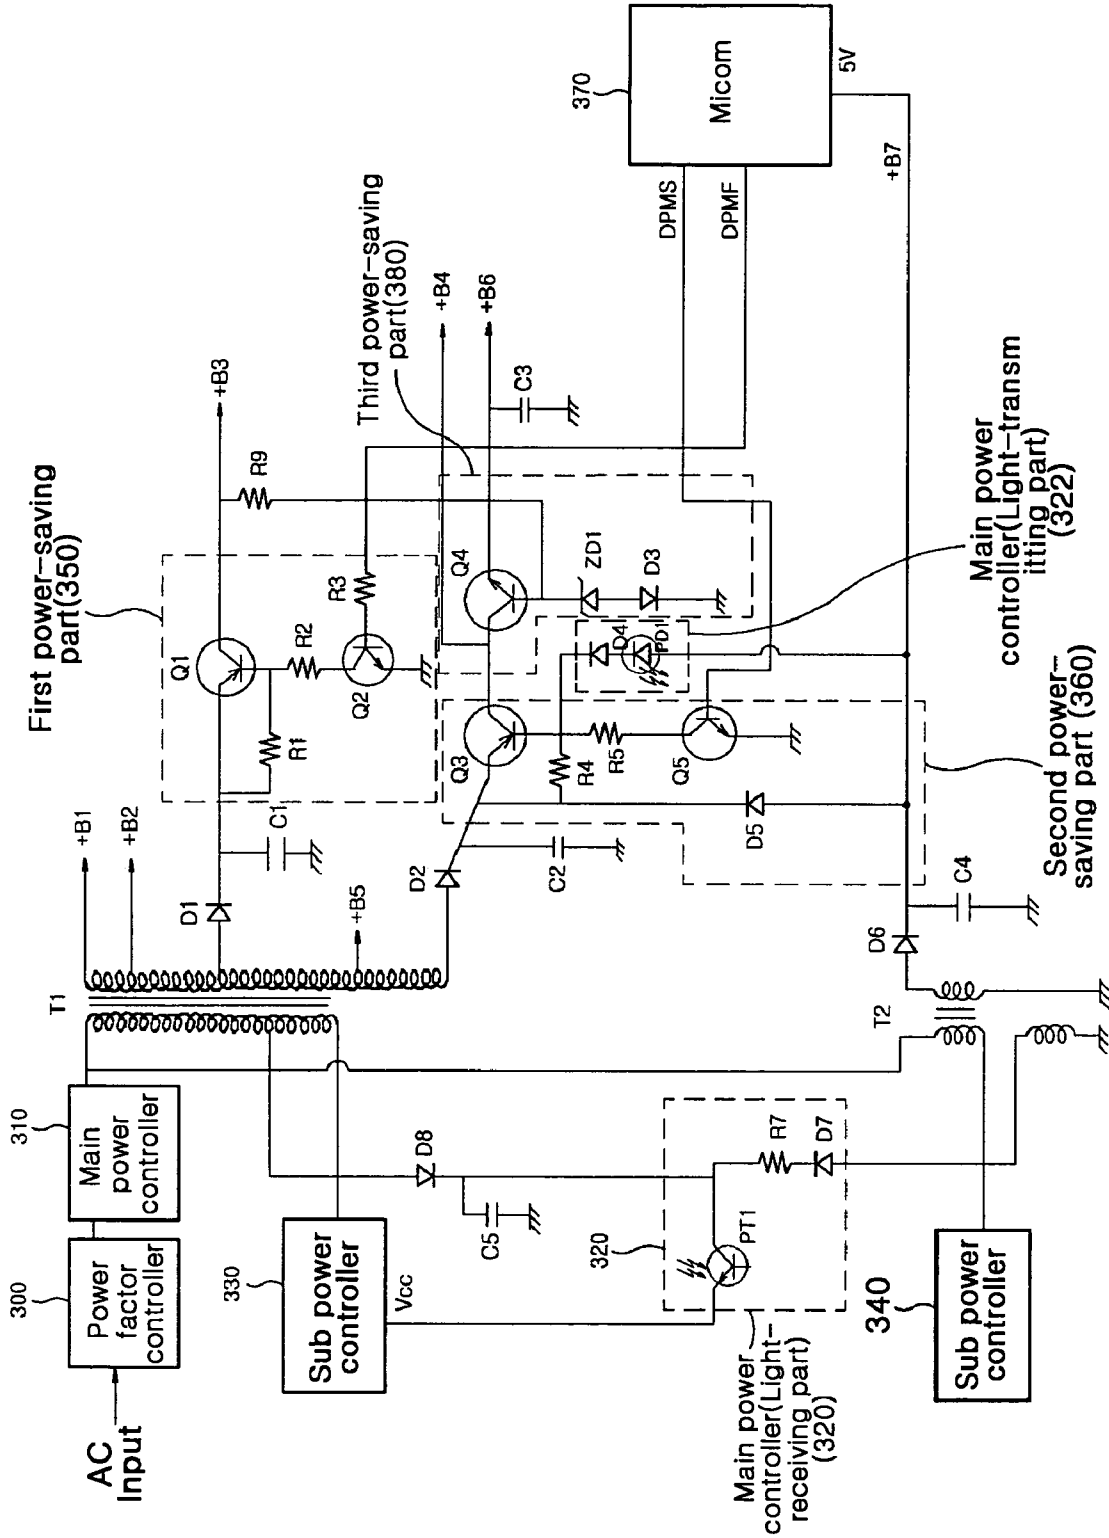 AC
Input
300
Power
factor
controller
310
Main
power
controller
330
Sub power
controller
Vcc
T1
+B1
+B2
+B5
D1
C1
First power-saving
part(350)
Q1
R1
R2
Q2
R3
R9
+B3
Third power-saving
part(380)
+B4
+B6
C3
Q4
ZD1
D3
D4
PD1
D2
C2
Q3
R4
R5
Q5
D5
370
Micom
5V
DPMS
DPMF
+B7
Main power
controller(Light-transm
itting part)
(322)
Second power-
saving part (360)
D6
C4
T2
D8
C5
320
PT1
R7
D7
Main power
controller(Light-
receiving part)
(320)
340
Sub power
controller